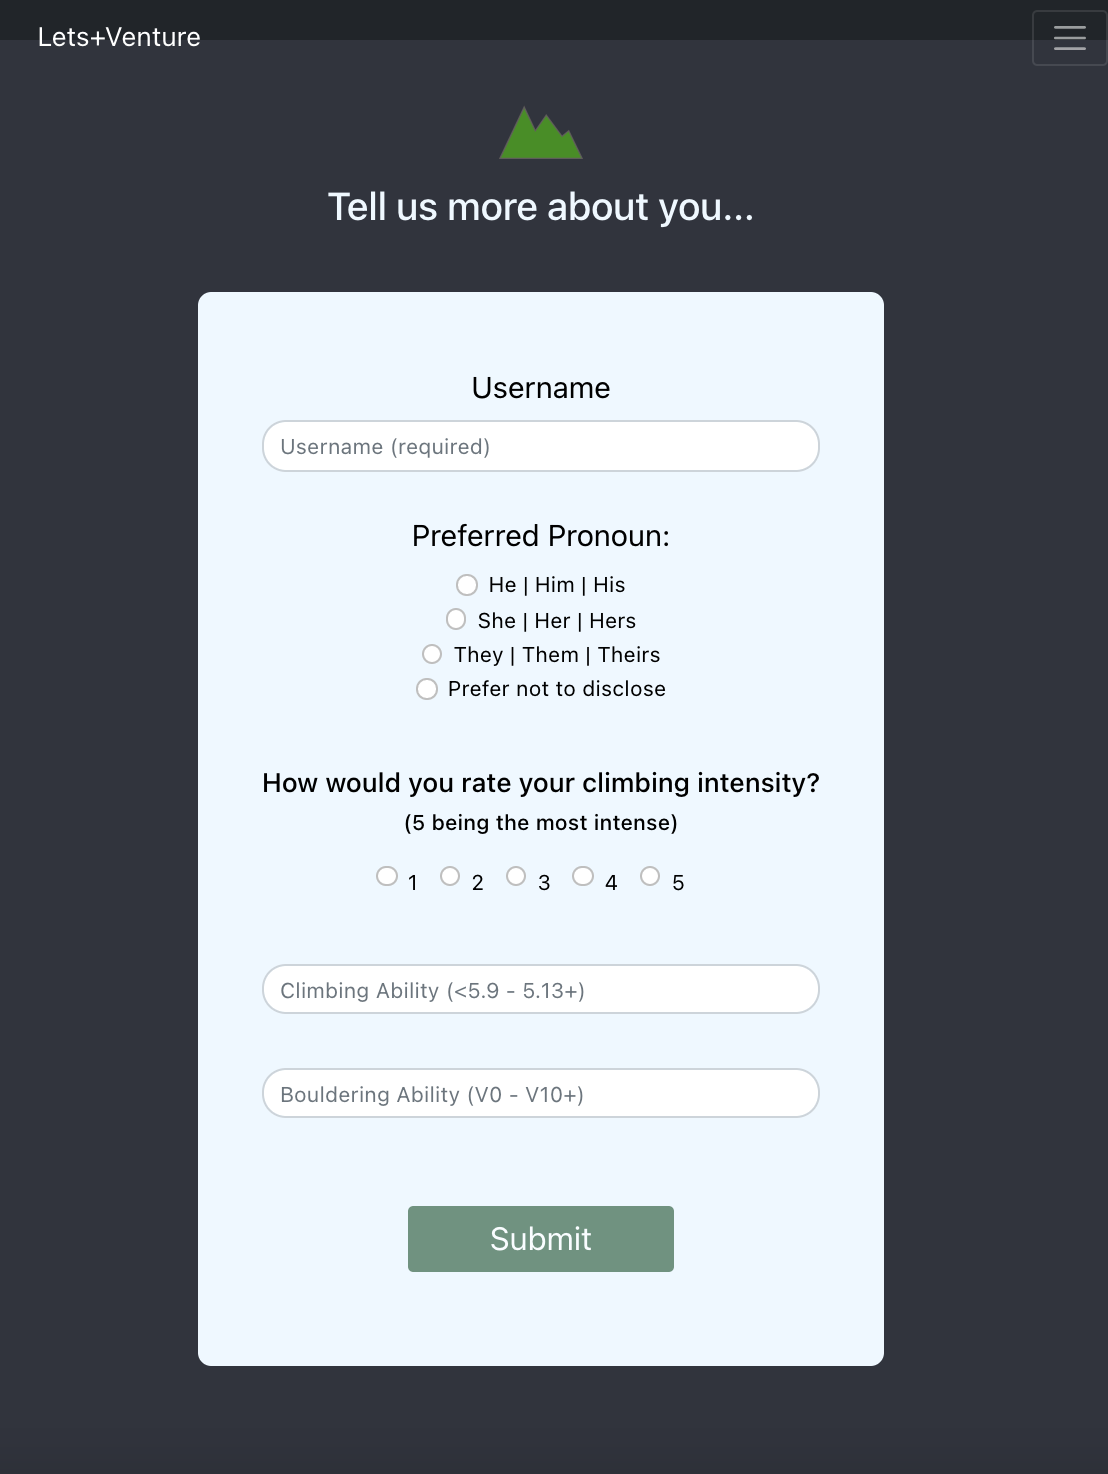 Lets+Venture
Tell us more about you...
Username
Username (required)
Preferred Pronoun:
He | Him | His
She | Her | Hers
They | Them | Theirs
Prefer not to disclose
How would you rate your climbing intensity?
(5 being the most intense)
1 2 3 4 5
Climbing Ability (<5.9 - 5.13+)
Bouldering Ability (V0 - V10+)
Submit